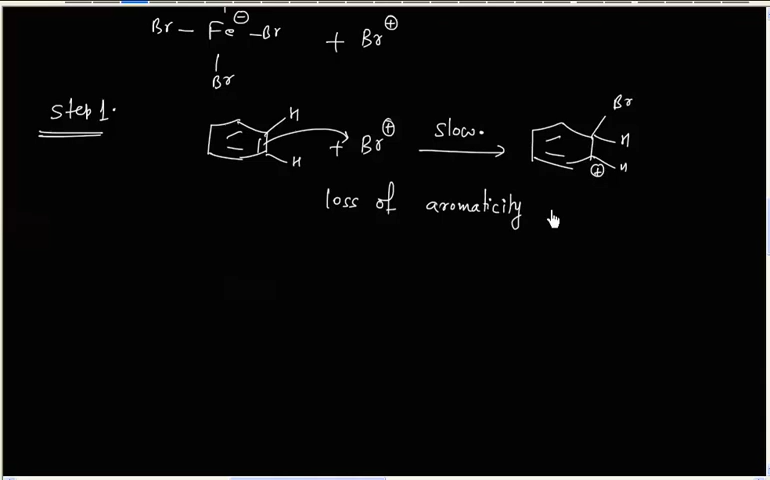 Br — Fe⊖ — Br + Br⊕
Br
Step 1.
H Br
+ Br⊕ slow. H
H ⊕ H
loss of aromaticity